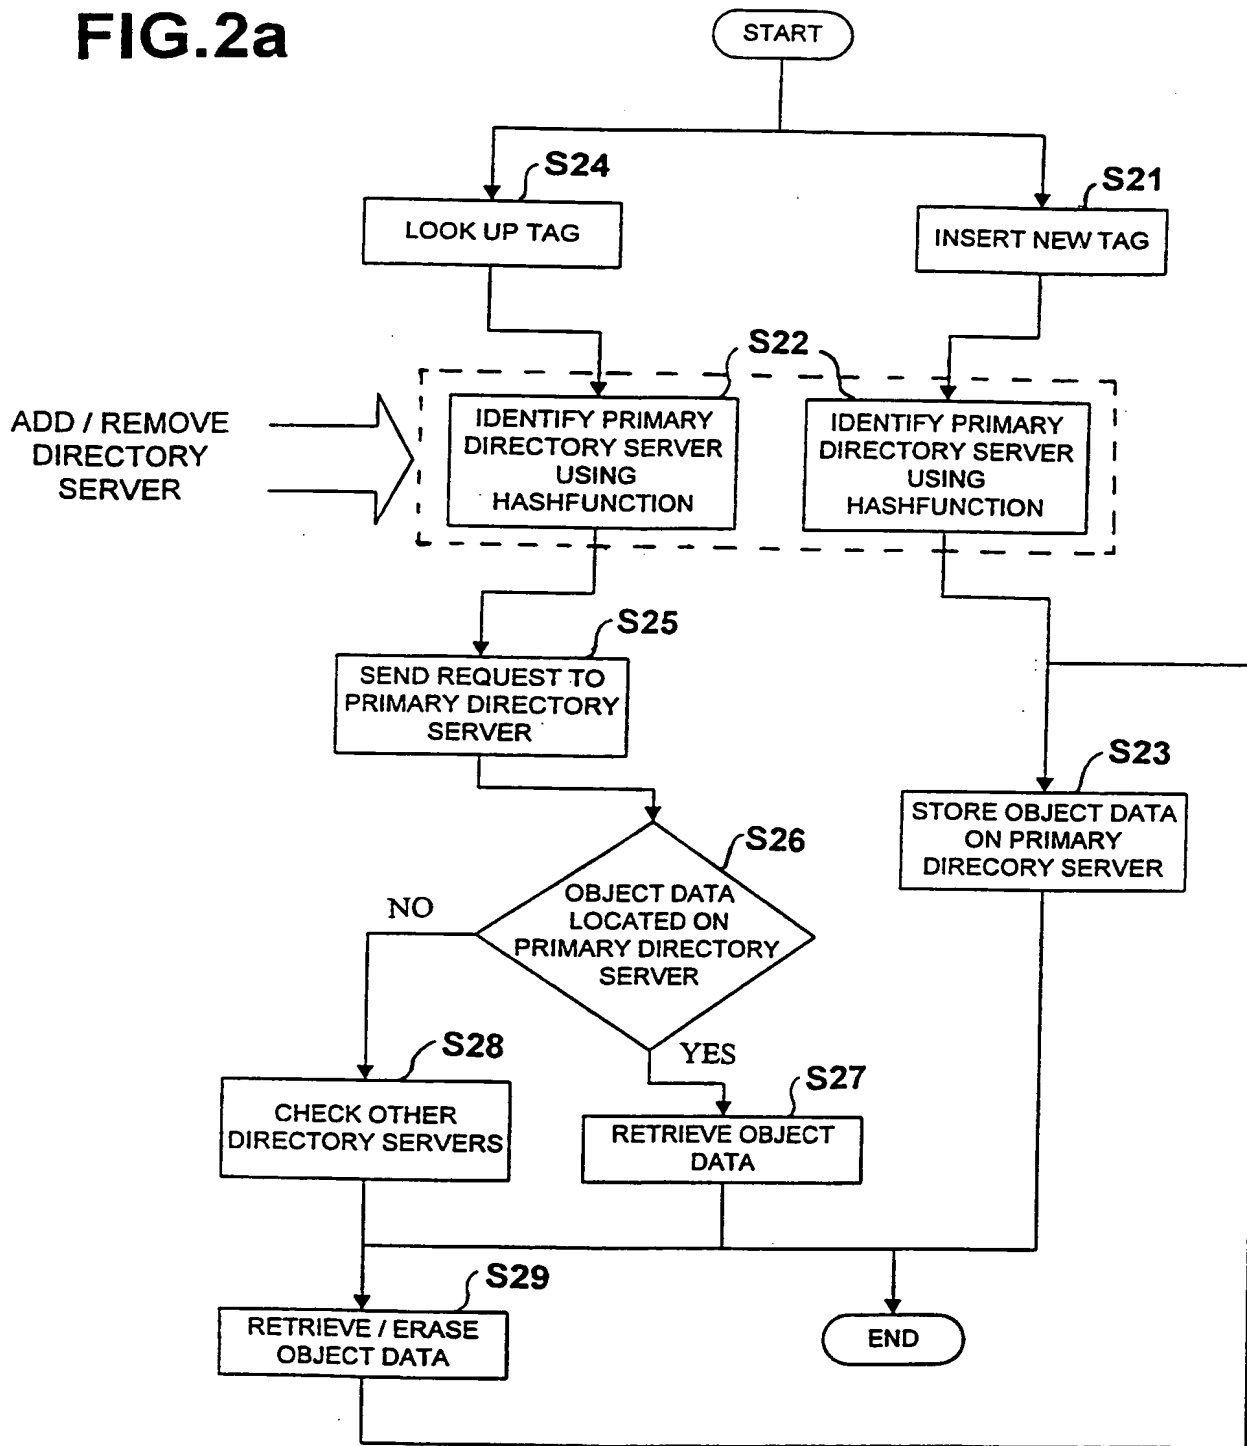 FIG.2a
START
S24
LOOK UP TAG
S21
INSERT NEW TAG
S22
ADD / REMOVE
DIRECTORY
SERVER
IDENTIFY PRIMARY
DIRECTORY SERVER
USING
HASHFUNCTION
IDENTIFY PRIMARY
DIRECTORY SERVER
USING
HASHFUNCTION
S25
SEND REQUEST TO
PRIMARY DIRECTORY
SERVER
S23
STORE OBJECT DATA
ON PRIMARY
DIRECORY SERVER
S26
OBJECT DATA
LOCATED ON
PRIMARY DIRECTORY
SERVER
NO
YES
S28
CHECK OTHER
DIRECTORY SERVERS
S27
RETRIEVE OBJECT
DATA
S29
RETRIEVE / ERASE
OBJECT DATA
END